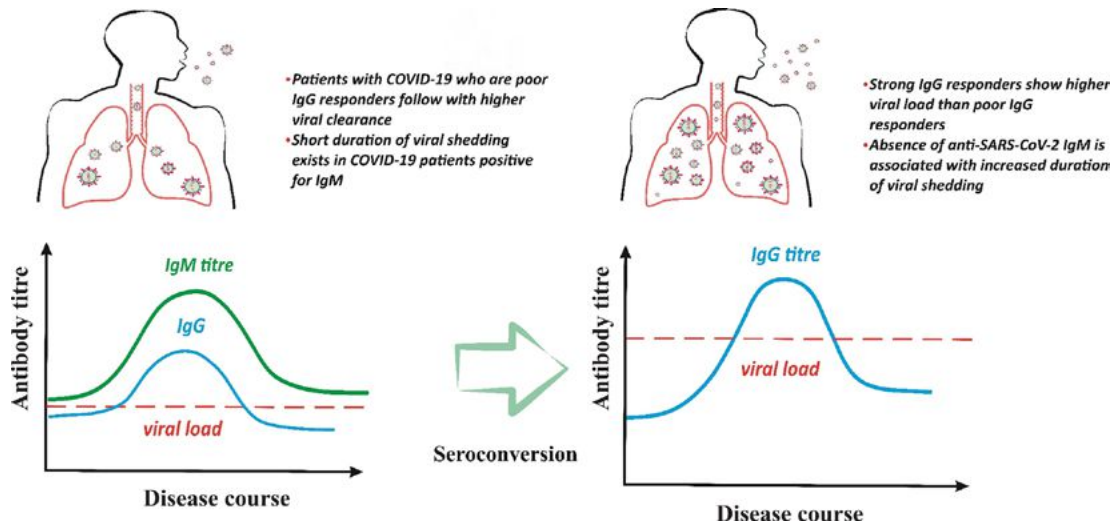 •Patients with COVID-19 who are poor
IgG responders follow with higher
viral clearance
•Short duration of viral shedding
exists in COVID-19 patients positive
for IgM
•Strong IgG responders show higher
viral load than poor IgG
responders
•Absence of anti-SARS-CoV-2 IgM is
associated with increased duration
of viral shedding
Antibody titre
IgM titre
IgG
viral load
Disease course
Seroconversion
Antibody titre
IgG titre
viral load
Disease course